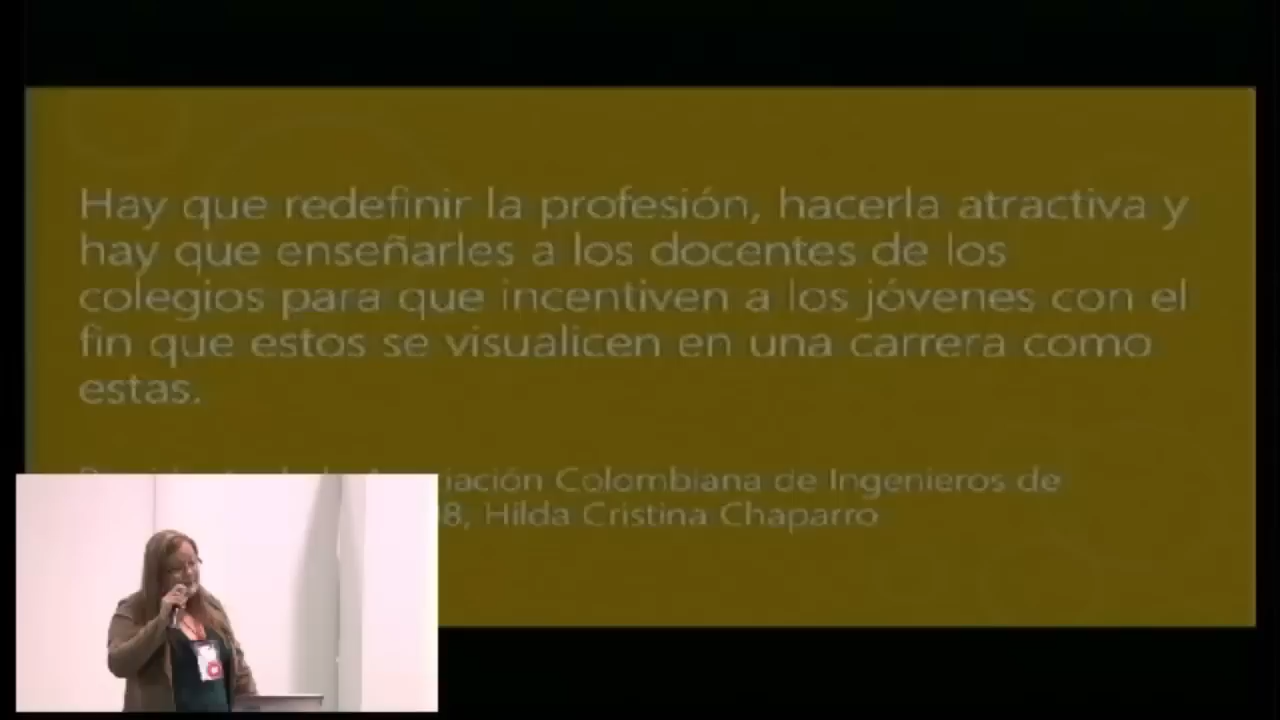 Hay que redefinir la profesión, hacerla atractiva y
hay que enseñarles a los docentes de los
colegios para que incentiven a los jóvenes con el
fin que estos se visualicen en una carrera como
estas.
Colombiana de Ingenieros de
Hilda Cristina Chaparro